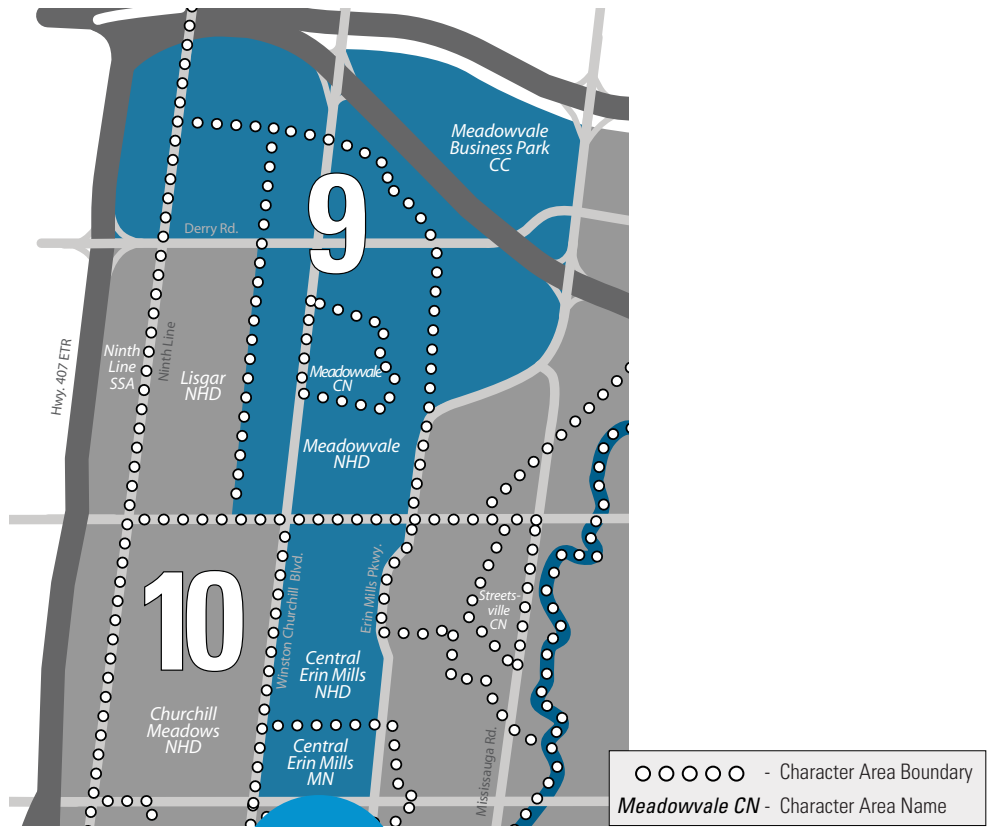 Meadowvale
Business Park
CC
Derry Rd.
9
Hwy. 407 ETR
Ninth
Line
SSA
Ninth Line
Lisgar
NHD
Meadowvale
CN
Meadowvale
NHD
10
Winston Churchill Blvd.
Erin Mills Pkwy.
Streets-
ville
CN
Central
Erin Mills
NHD
Churchill
Meadows
NHD
Central
Erin Mills
MN
Mississauga Rd.
- Character Area Boundary
Meadowvale CN - Character Area Name